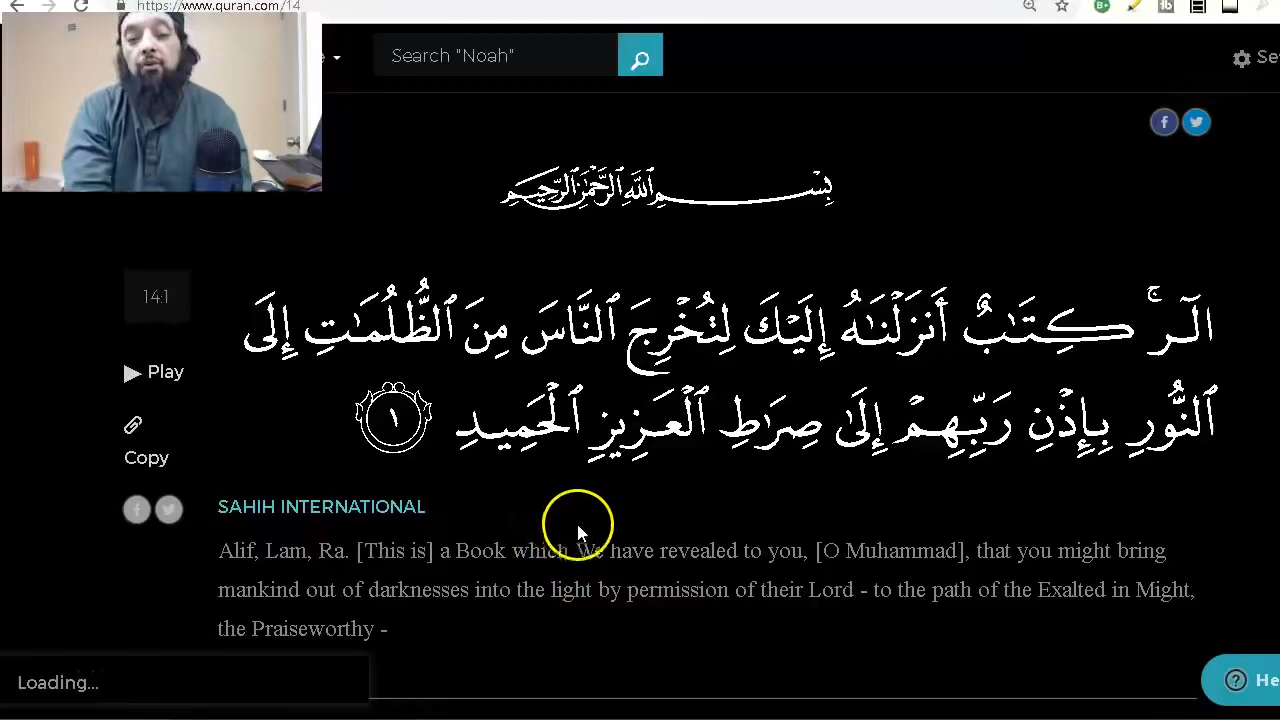 https://www.quran.com/14
Search "Noah"
بِسْمِ ٱللَّهِ ٱلرَّحْمَٰنِ ٱلرَّحِيمِ
14:1
الٓر ۚ كِتَٰبٌ أَنزَلْنَٰهُ إِلَيْكَ لِتُخْرِجَ ٱلنَّاسَ مِنَ ٱلظُّلُمَٰتِ إِلَى
ٱلنُّورِ بِإِذْنِ رَبِّهِمْ إِلَىٰ صِرَٰطِ ٱلْعَزِيزِ ٱلْحَمِيدِ ١
Play
Copy
SAHIH INTERNATIONAL
Alif, Lam, Ra. [This is] a Book which We have revealed to you, [O Muhammad], that you might bring
mankind out of darknesses into the light by permission of their Lord - to the path of the Exalted in Might,
the Praiseworthy -
Loading...